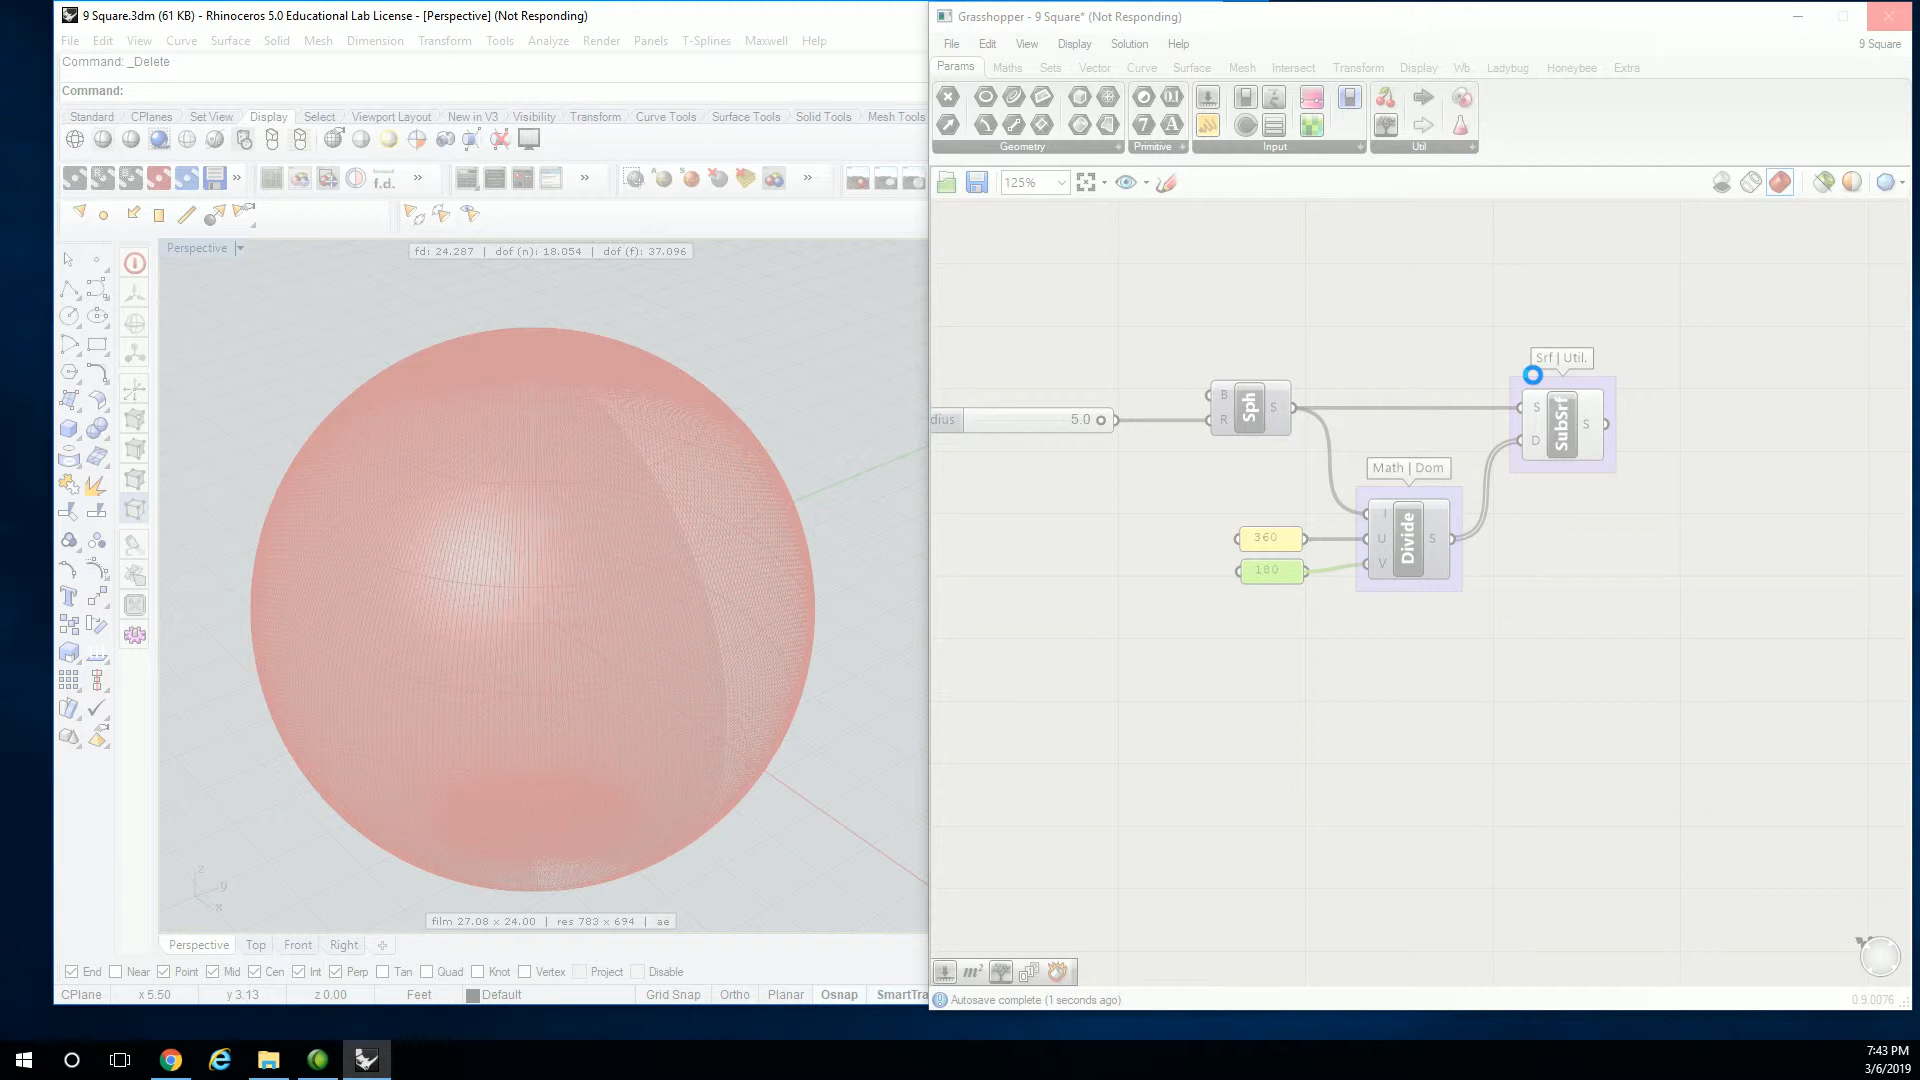 9 Square.3dm (61 KB) - Rhinoceros 5.0 Educational Lab License - [Perspective] (Not Responding)
File Edit View Curve Surface Solid Mesh Dimension Transform Tools Analyze Render Panels T-Splines Maxwell Help
Command: _Delete
Command:
Standard CPlanes Set View Display Select Viewport Layout New in V3 Visibility Transform Curve Tools Surface Tools Solid Tools Mesh Tools
f.d.
Perspective
fd: 24.287 | dof (n): 18.054 | dof (f): 37.096
z
y
x
film 27.08 x 24.00 | res 783 x 694 | ae
Perspective Top Front Right
End Near Point Mid Cen Int Perp Tan Quad Knot Vertex Project Disable
CPlane x 5.50 y 3.13 z 0.00 Feet Default Grid Snap Ortho Planar Osnap SmartTra
Grasshopper - 9 Square* (Not Responding)
File Edit View Display Solution Help 9 Square
Params Maths Sets Vector Curve Surface Mesh Intersect Transform Display Wb Ladybug Honeybee Extra
Geometry Primitive Input Util
125%
Srf | Util.
dius 5.0
B R Sph S
S D SubSrf S
Math | Dom
360
180
I U V Divide S
m²
Autosave complete (1 seconds ago) 0.9.0076
7:43 PM
3/6/2019